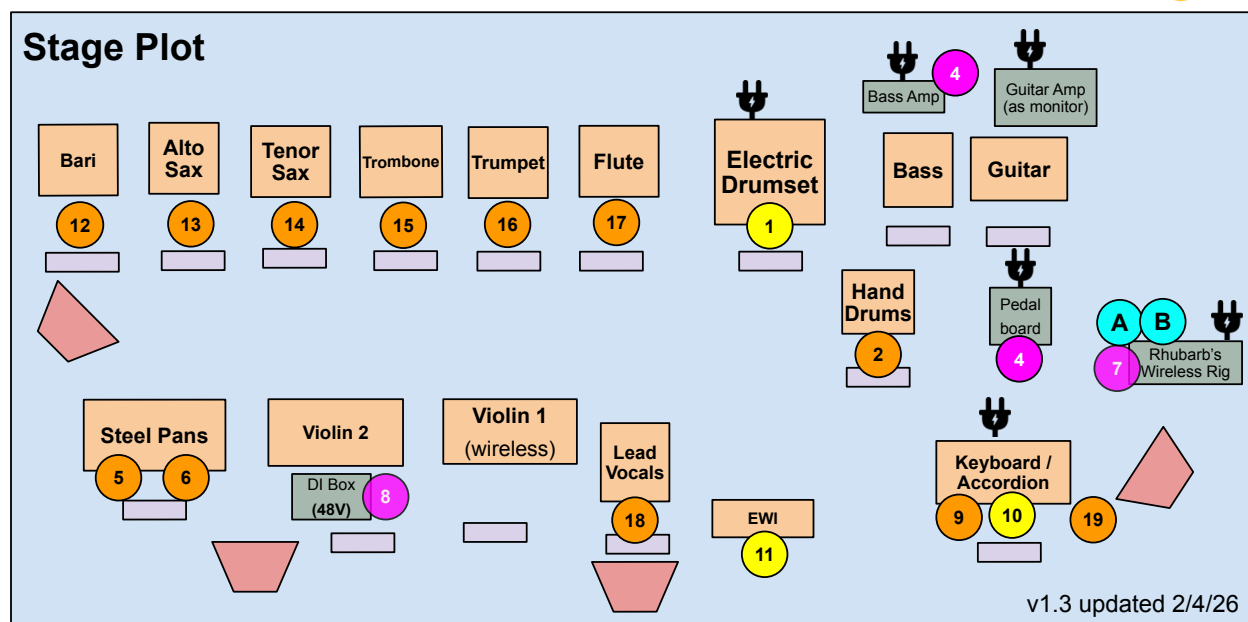 Stage Plot
4
Bass Amp
Guitar Amp
(as monitor)
Bari
Alto
Sax
Tenor
Sax
Trombone
Trumpet
Flute
Electric
Drumset
Bass
Guitar
12
13
14
15
16
17
1
Hand
Drums
2
Pedal
board
4
A
B
7
Rhubarb's
Wireless Rig
Steel Pans
5
6
Violin 2
DI Box
(48V)
8
Violin 1
(wireless)
Lead
Vocals
18
EWI
11
Keyboard /
Accordion
9
10
19
v1.3 updated 2/4/26